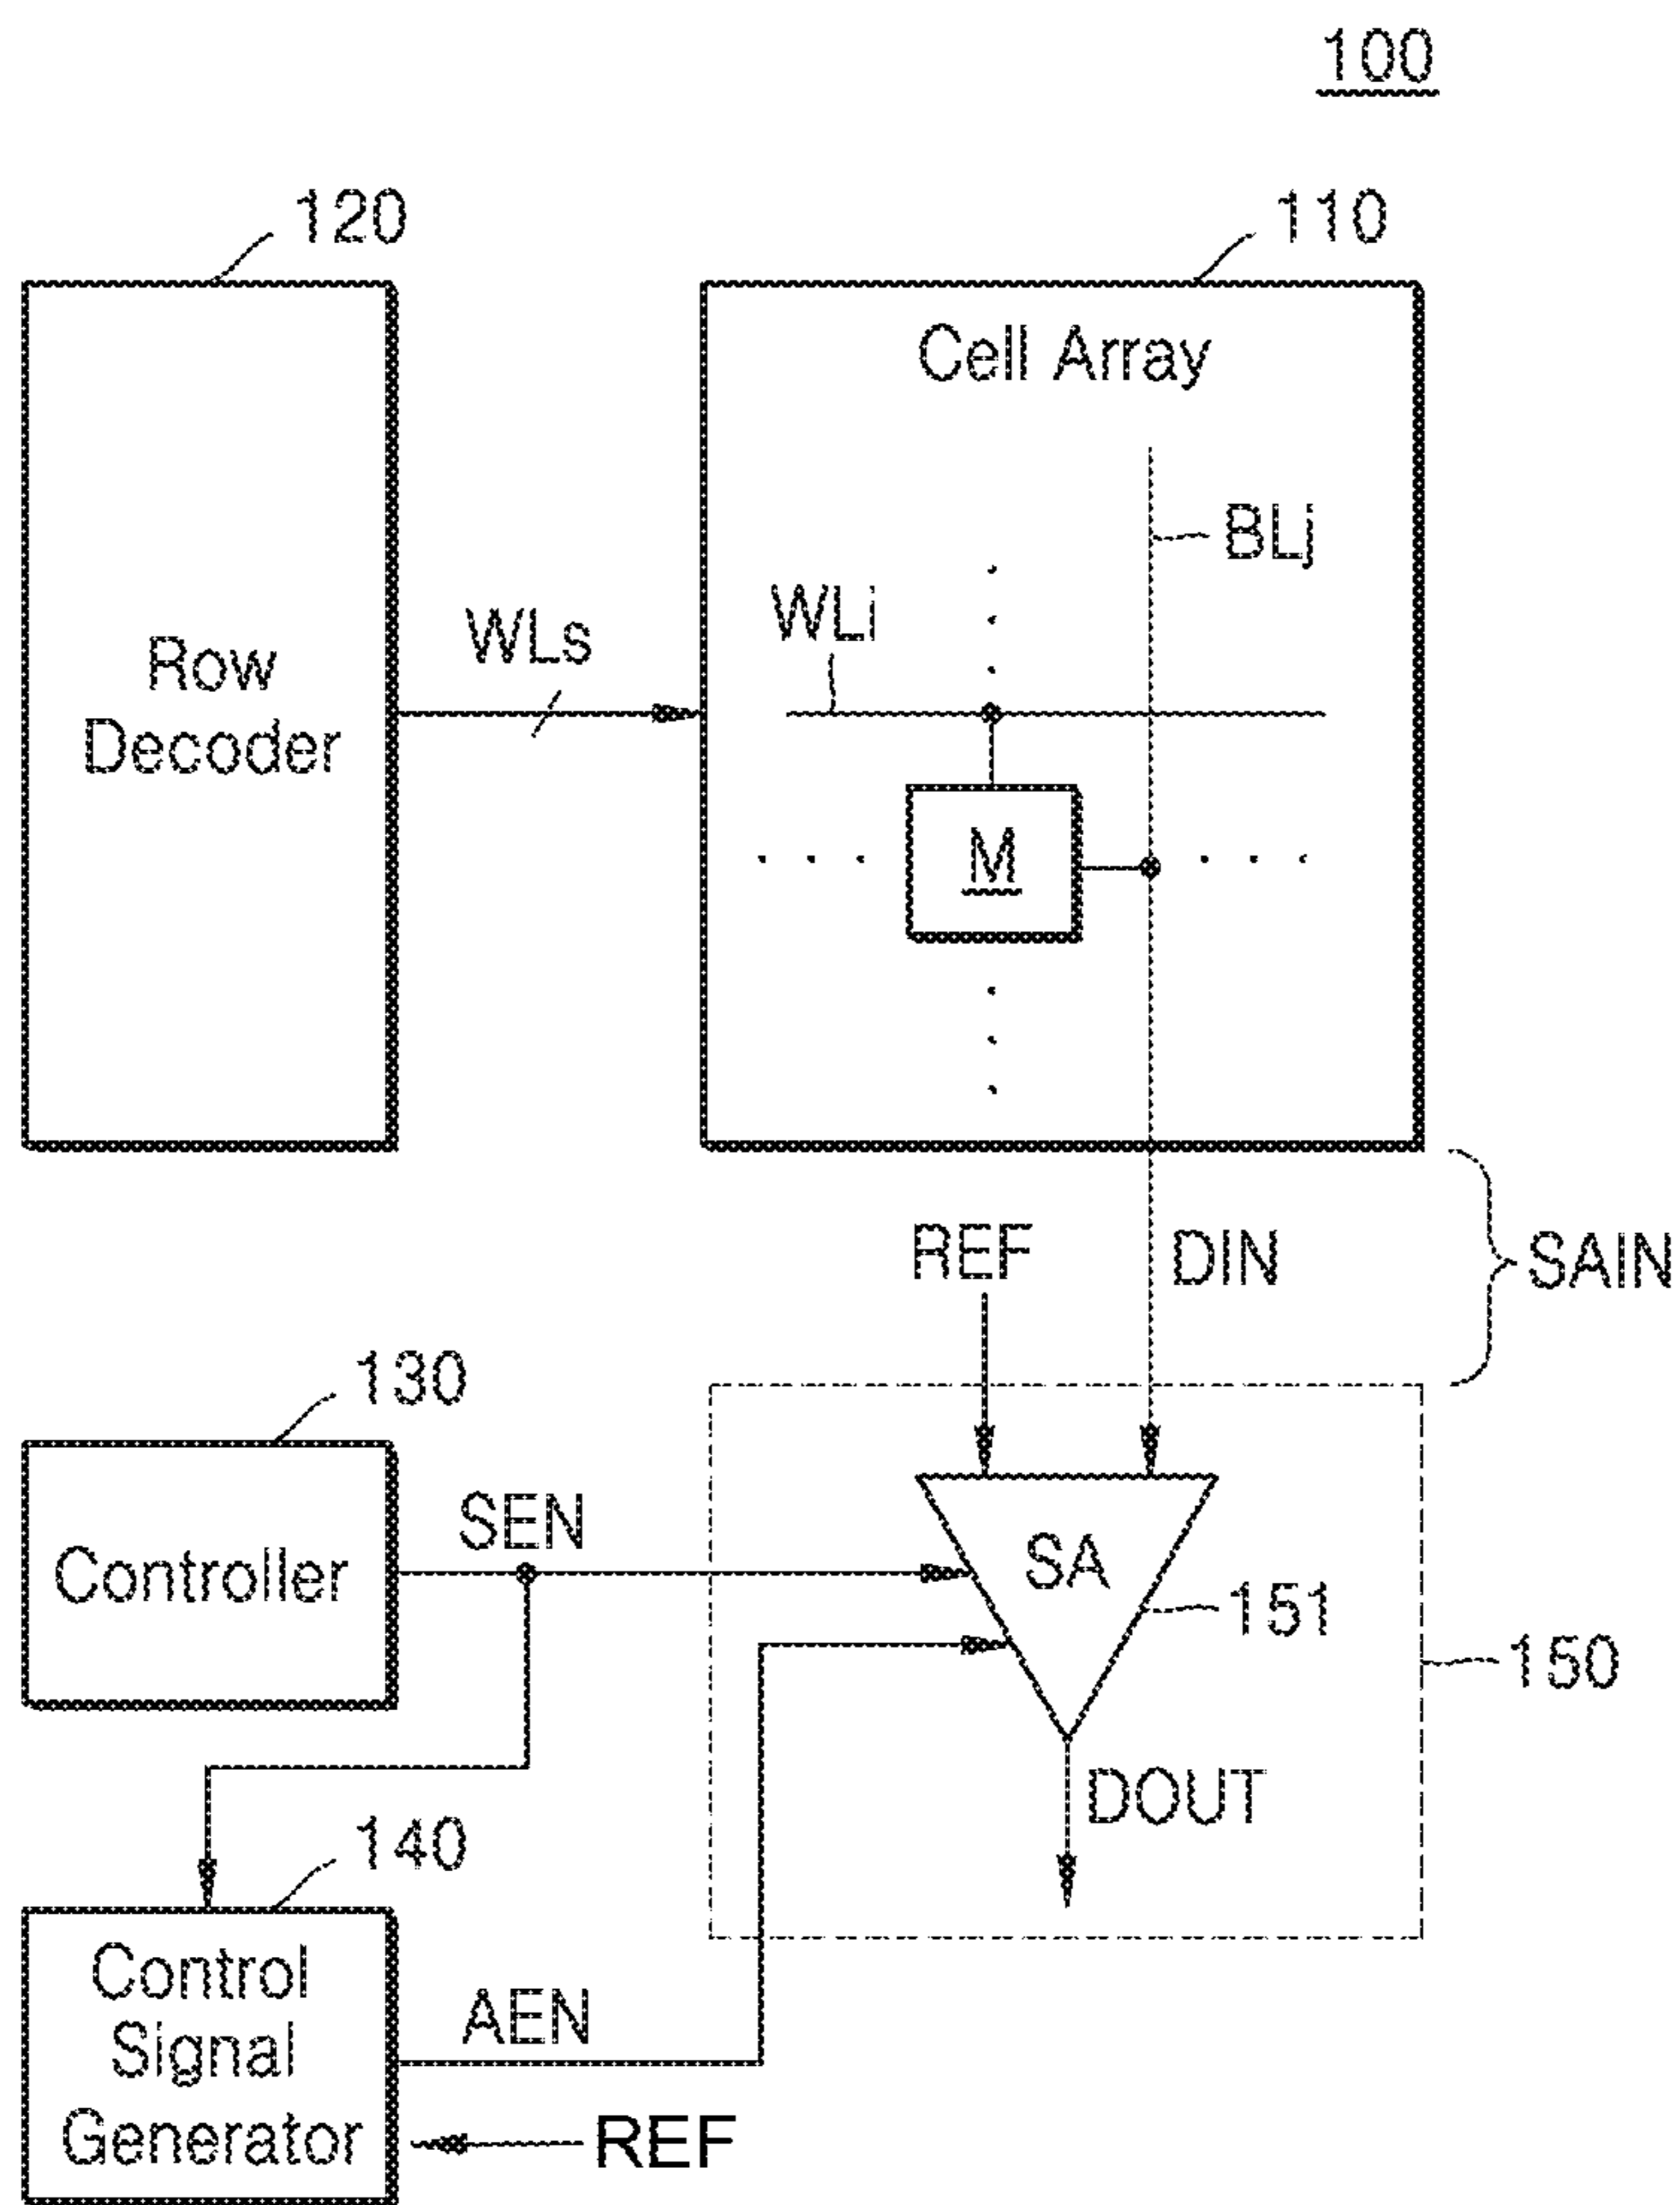 100
120
110
Cell Array
BLj
WLi
WLs
Row
Decoder
M
REF
DIN
SAIN
130
SEN
Controller
SA
151
150
DOUT
140
Control
Signal
Generator
AEN
REF